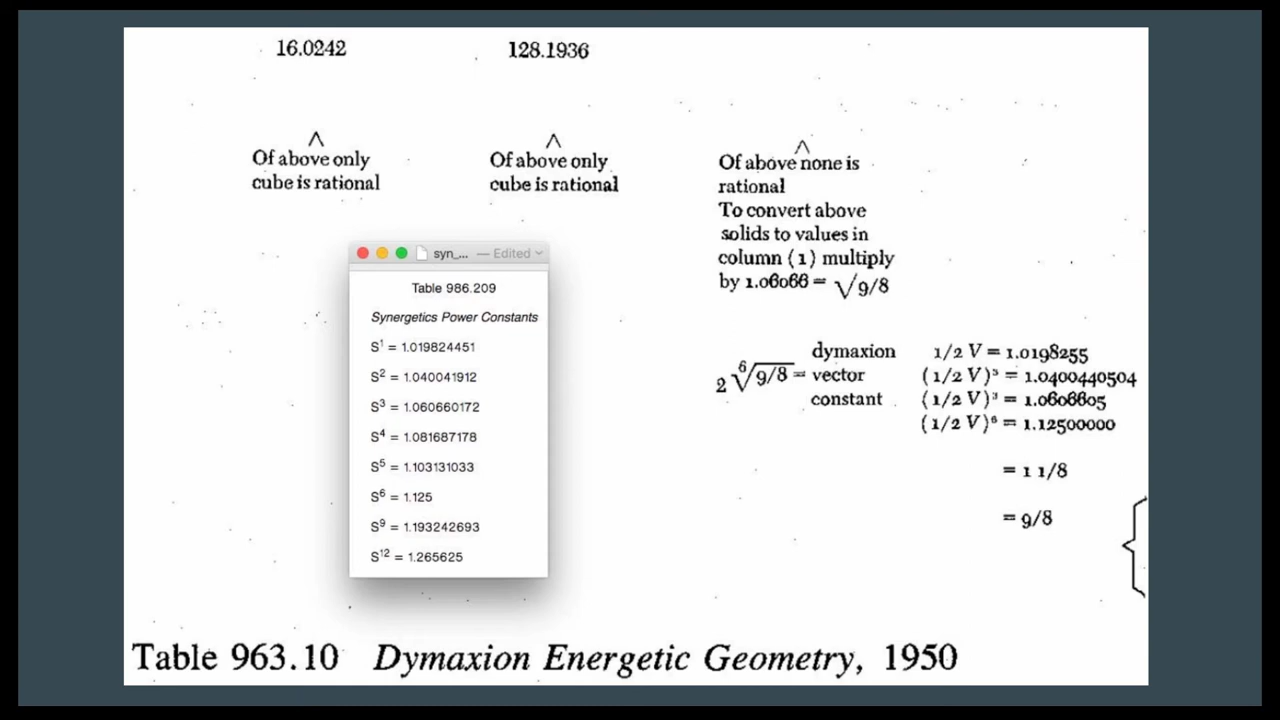 16.0242
128.1936
^
Of above only
cube is rational
^
Of above only
cube is rational
^
Of above none is
rational
To convert above
solids to values in
column (1) multiply
by 1.06066 = √9/8
2 ⁶√9/8 = dymaxion vector constant
1/2 V = 1.0198255
(1/2 V)³ = 1.0400440504
(1/2 V)³ = 1.0606605
(1/2 V)⁶ = 1.12500000
= 1 1/8
= 9/8
syn_... — Edited
Table 986.209
Synergetics Power Constants
S¹ = 1.019824451
S² = 1.040041912
S³ = 1.060660172
S⁴ = 1.081687178
S⁵ = 1.103131033
S⁶ = 1.125
S⁹ = 1.193242693
S¹² = 1.265625
Table 963.10 Dymaxion Energetic Geometry, 1950